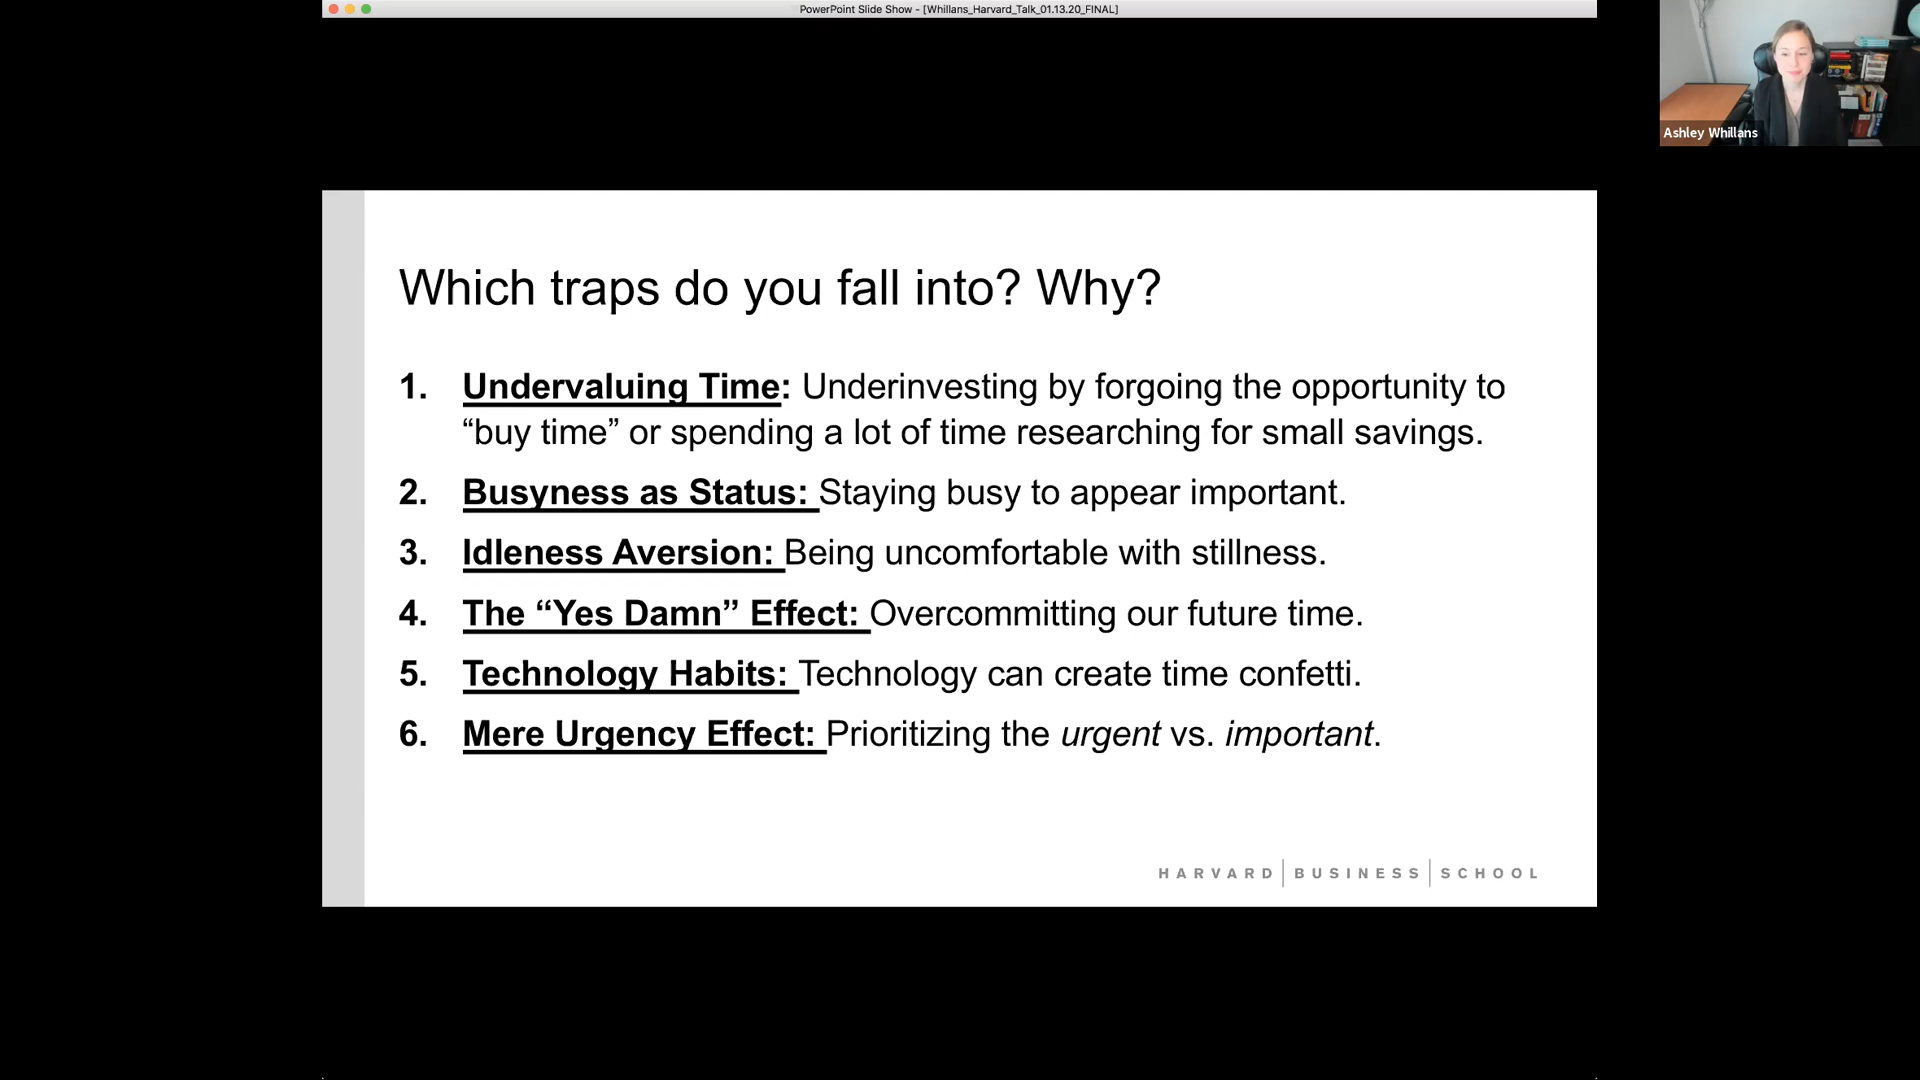 PowerPoint Slide Show - [Whillans_Harvard_Talk_01.13.20_FINAL]
Ashley Whillans
Which traps do you fall into? Why?
1. Undervaluing Time: Underinvesting by forgoing the opportunity to
“buy time” or spending a lot of time researching for small savings.
2. Busyness as Status: Staying busy to appear important.
3. Idleness Aversion: Being uncomfortable with stillness.
4. The “Yes Damn” Effect: Overcommitting our future time.
5. Technology Habits: Technology can create time confetti.
6. Mere Urgency Effect: Prioritizing the urgent vs. important.
HARVARD | BUSINESS | SCHOOL